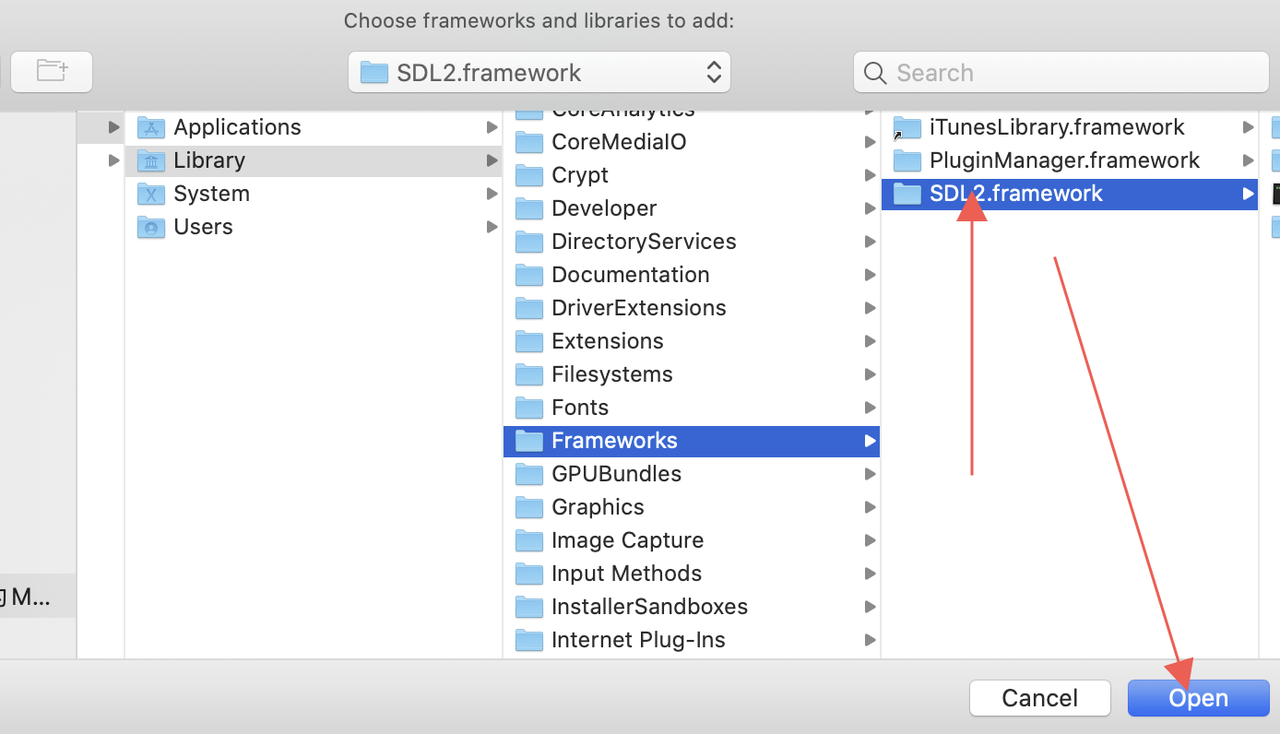 Choose frameworks and libraries to add:
SDL2.framework
Search
M...
Applications
Library
System
Users
CoreAnalytics
CoreMediaIO
Crypt
Developer
DirectoryServices
Documentation
DriverExtensions
Extensions
Filesystems
Fonts
Frameworks
GPUBundles
Graphics
Image Capture
Input Methods
InstallerSandboxes
Internet Plug-Ins
iTunesLibrary.framework
PluginManager.framework
SDL2.framework
Cancel
Open